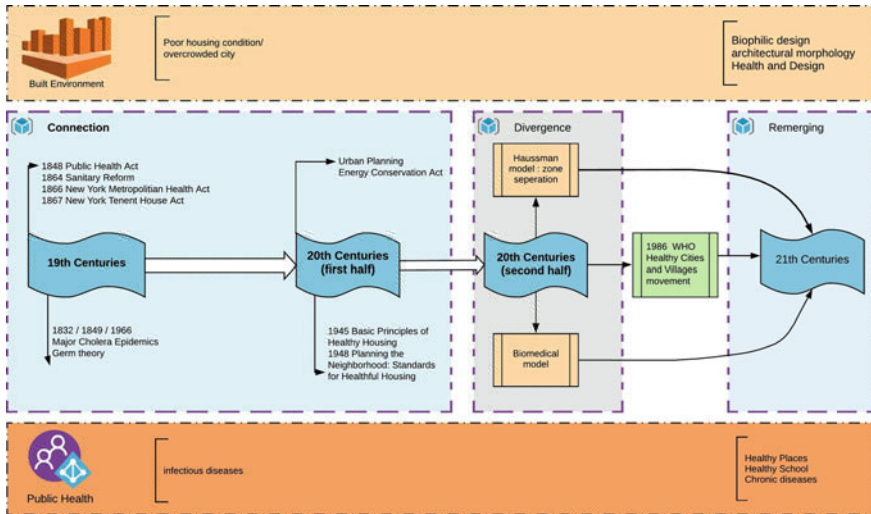 Poor housing condition/
overcrowded city
Built Environment
Biophilic design
architectural morphology
Health and Design
Connection
1848 Public Health Act
1864 Sanitary Reform
1866 New York Metropolitan Health Act
1867 New York Tenent House Act
Urban Planning
Energy Conservation Act
19th Centuries
20th Centuries
(first half)
1832 / 1849 / 1966
Major Cholera Epidemics
Germ theory
1945 Basic Principles of
Healthy Housing
1948 Planning the
Neighborhood: Standards
for Healthful Housing
Divergence
Haussman
model : zone
seperation
20th Centuries
(second half)
Biomedical
model
1986 WHO
Healthy Cities
and Villages
movement
Remerging
21th Centuries
Public Health
infectious diseases
Healthy Places
Healthy School
Chronic diseases